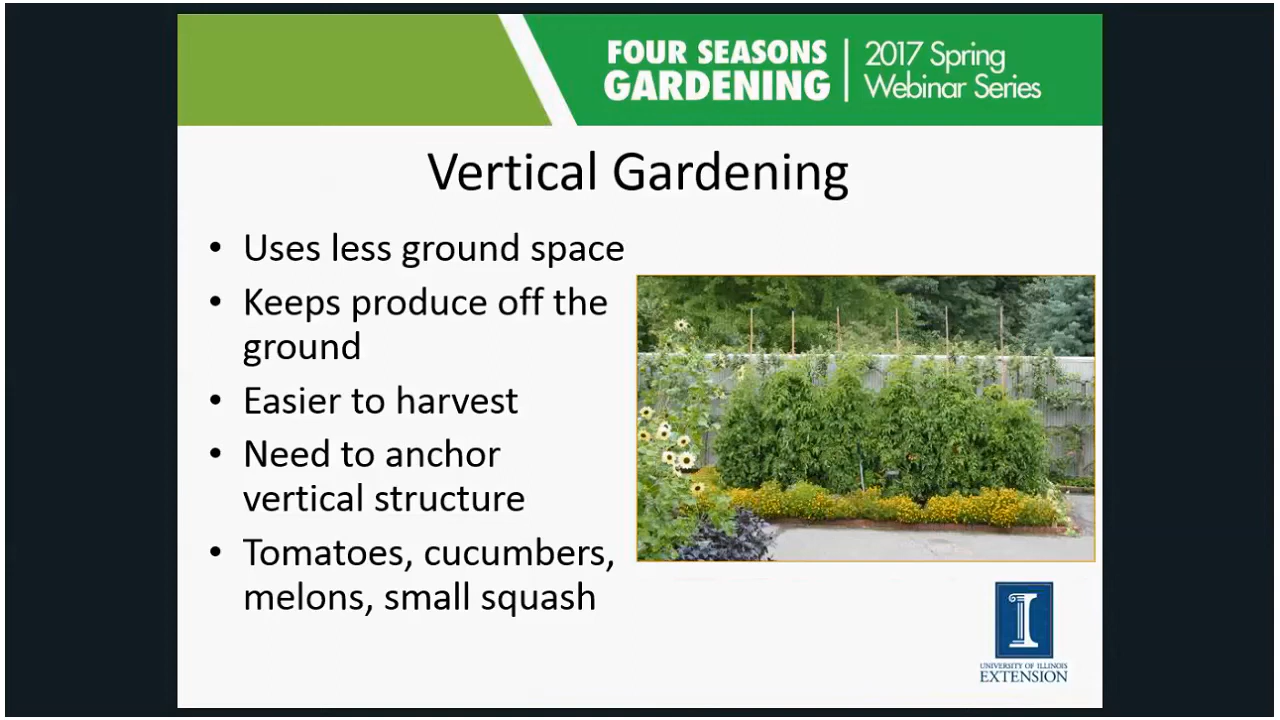 FOUR SEASONS
GARDENING
2017 Spring
Webinar Series
Vertical Gardening
• Uses less ground space
• Keeps produce off the
ground
• Easier to harvest
• Need to anchor
vertical structure
• Tomatoes, cucumbers,
melons, small squash
I
UNIVERSITY OF ILLINOIS
EXTENSION